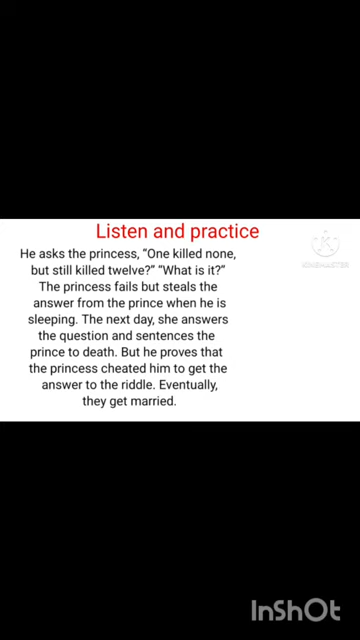 Listen and practice
He asks the princess, “One killed none,
but still killed twelve?” “What is it?”
The princess fails but steals the
answer from the prince when he is
sleeping. The next day, she answers
the question and sentences the
prince to death. But he proves that
the princess cheated him to get the
answer to the riddle. Eventually,
they get married.
KINEMASTER
InShOt